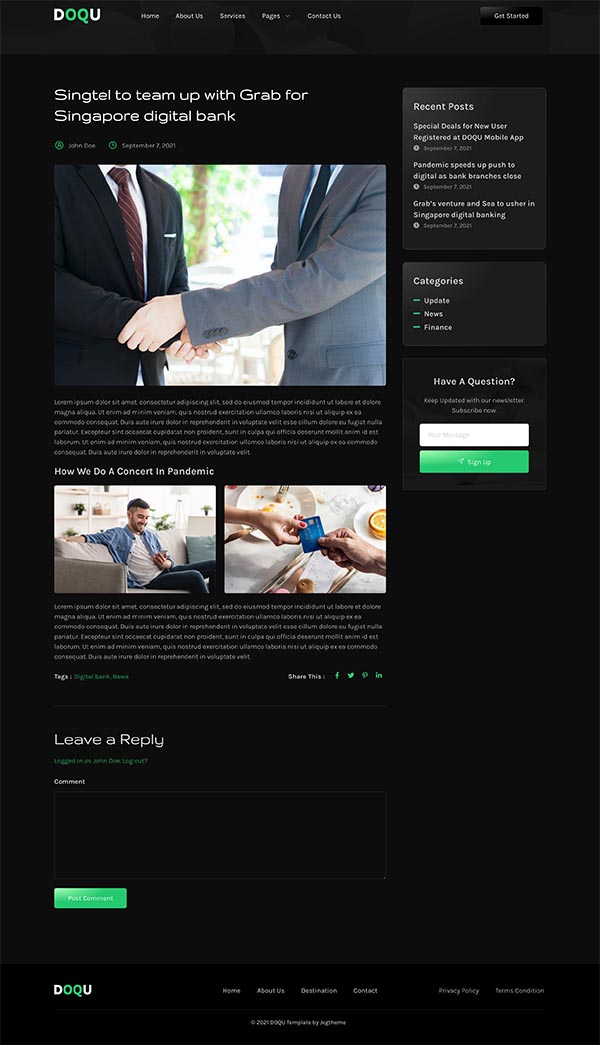 DOQU
Home About Us Services Pages Contact Us
Get Started
Singtel to team up with Grab for
Singapore digital bank
John Doe September 7, 2021
Lorem ipsum dolor sit amet, consectetur adipiscing elit, sed do eiusmod tempor incididunt ut labore et dolore
magna aliqua. Ut enim ad minim veniam, quis nostrud exercitation ullamco laboris nisi ut aliquip ex ea
commodo consequat. Duis aute irure dolor in reprehenderit in voluptate velit esse cillum dolore eu fugiat nulla
pariatur. Excepteur sint occaecat cupidatat non proident, sunt in culpa qui officia deserunt mollit anim id est
laborum. Ut enim ad minim veniam, quis nostrud exercitation ullamco laboris nisi ut aliquip ex ea commodo
consequat. Duis aute irure dolor in reprehenderit in voluptate velit.
How We Do A Concert In Pandemic
Lorem ipsum dolor sit amet, consectetur adipiscing elit, sed do eiusmod tempor incididunt ut labore et dolore
magna aliqua. Ut enim ad minim veniam, quis nostrud exercitation ullamco laboris nisi ut aliquip ex ea
commodo consequat. Duis aute irure dolor in reprehenderit in voluptate velit esse cillum dolore eu fugiat nulla
pariatur. Excepteur sint occaecat cupidatat non proident, sunt in culpa qui officia deserunt mollit anim id est
laborum. Ut enim ad minim veniam, quis nostrud exercitation ullamco laboris nisi ut aliquip ex ea commodo
consequat. Duis aute irure dolor in reprehenderit in voluptate velit.
Tags : Digital bank, News
Share This :
Leave a Reply
Logged in as John Doe. Log out?
Comment
Post Comment
Recent Posts
Special Deals for New User
Registered at DOQU Mobile App
September 7, 2021
Pandemic speeds up push to
digital as bank branches close
September 7, 2021
Grab's venture and Sea to usher in
Singapore digital banking
September 7, 2021
Categories
Update
News
Finance
Have A Question?
Keep Updated with our newsletter.
Subscribe now.
Your Message
Sign Up
DOQU
Home About Us Destination Contact
Privacy Policy Terms Condition
© 2021 DOQU Template by Jegtheme